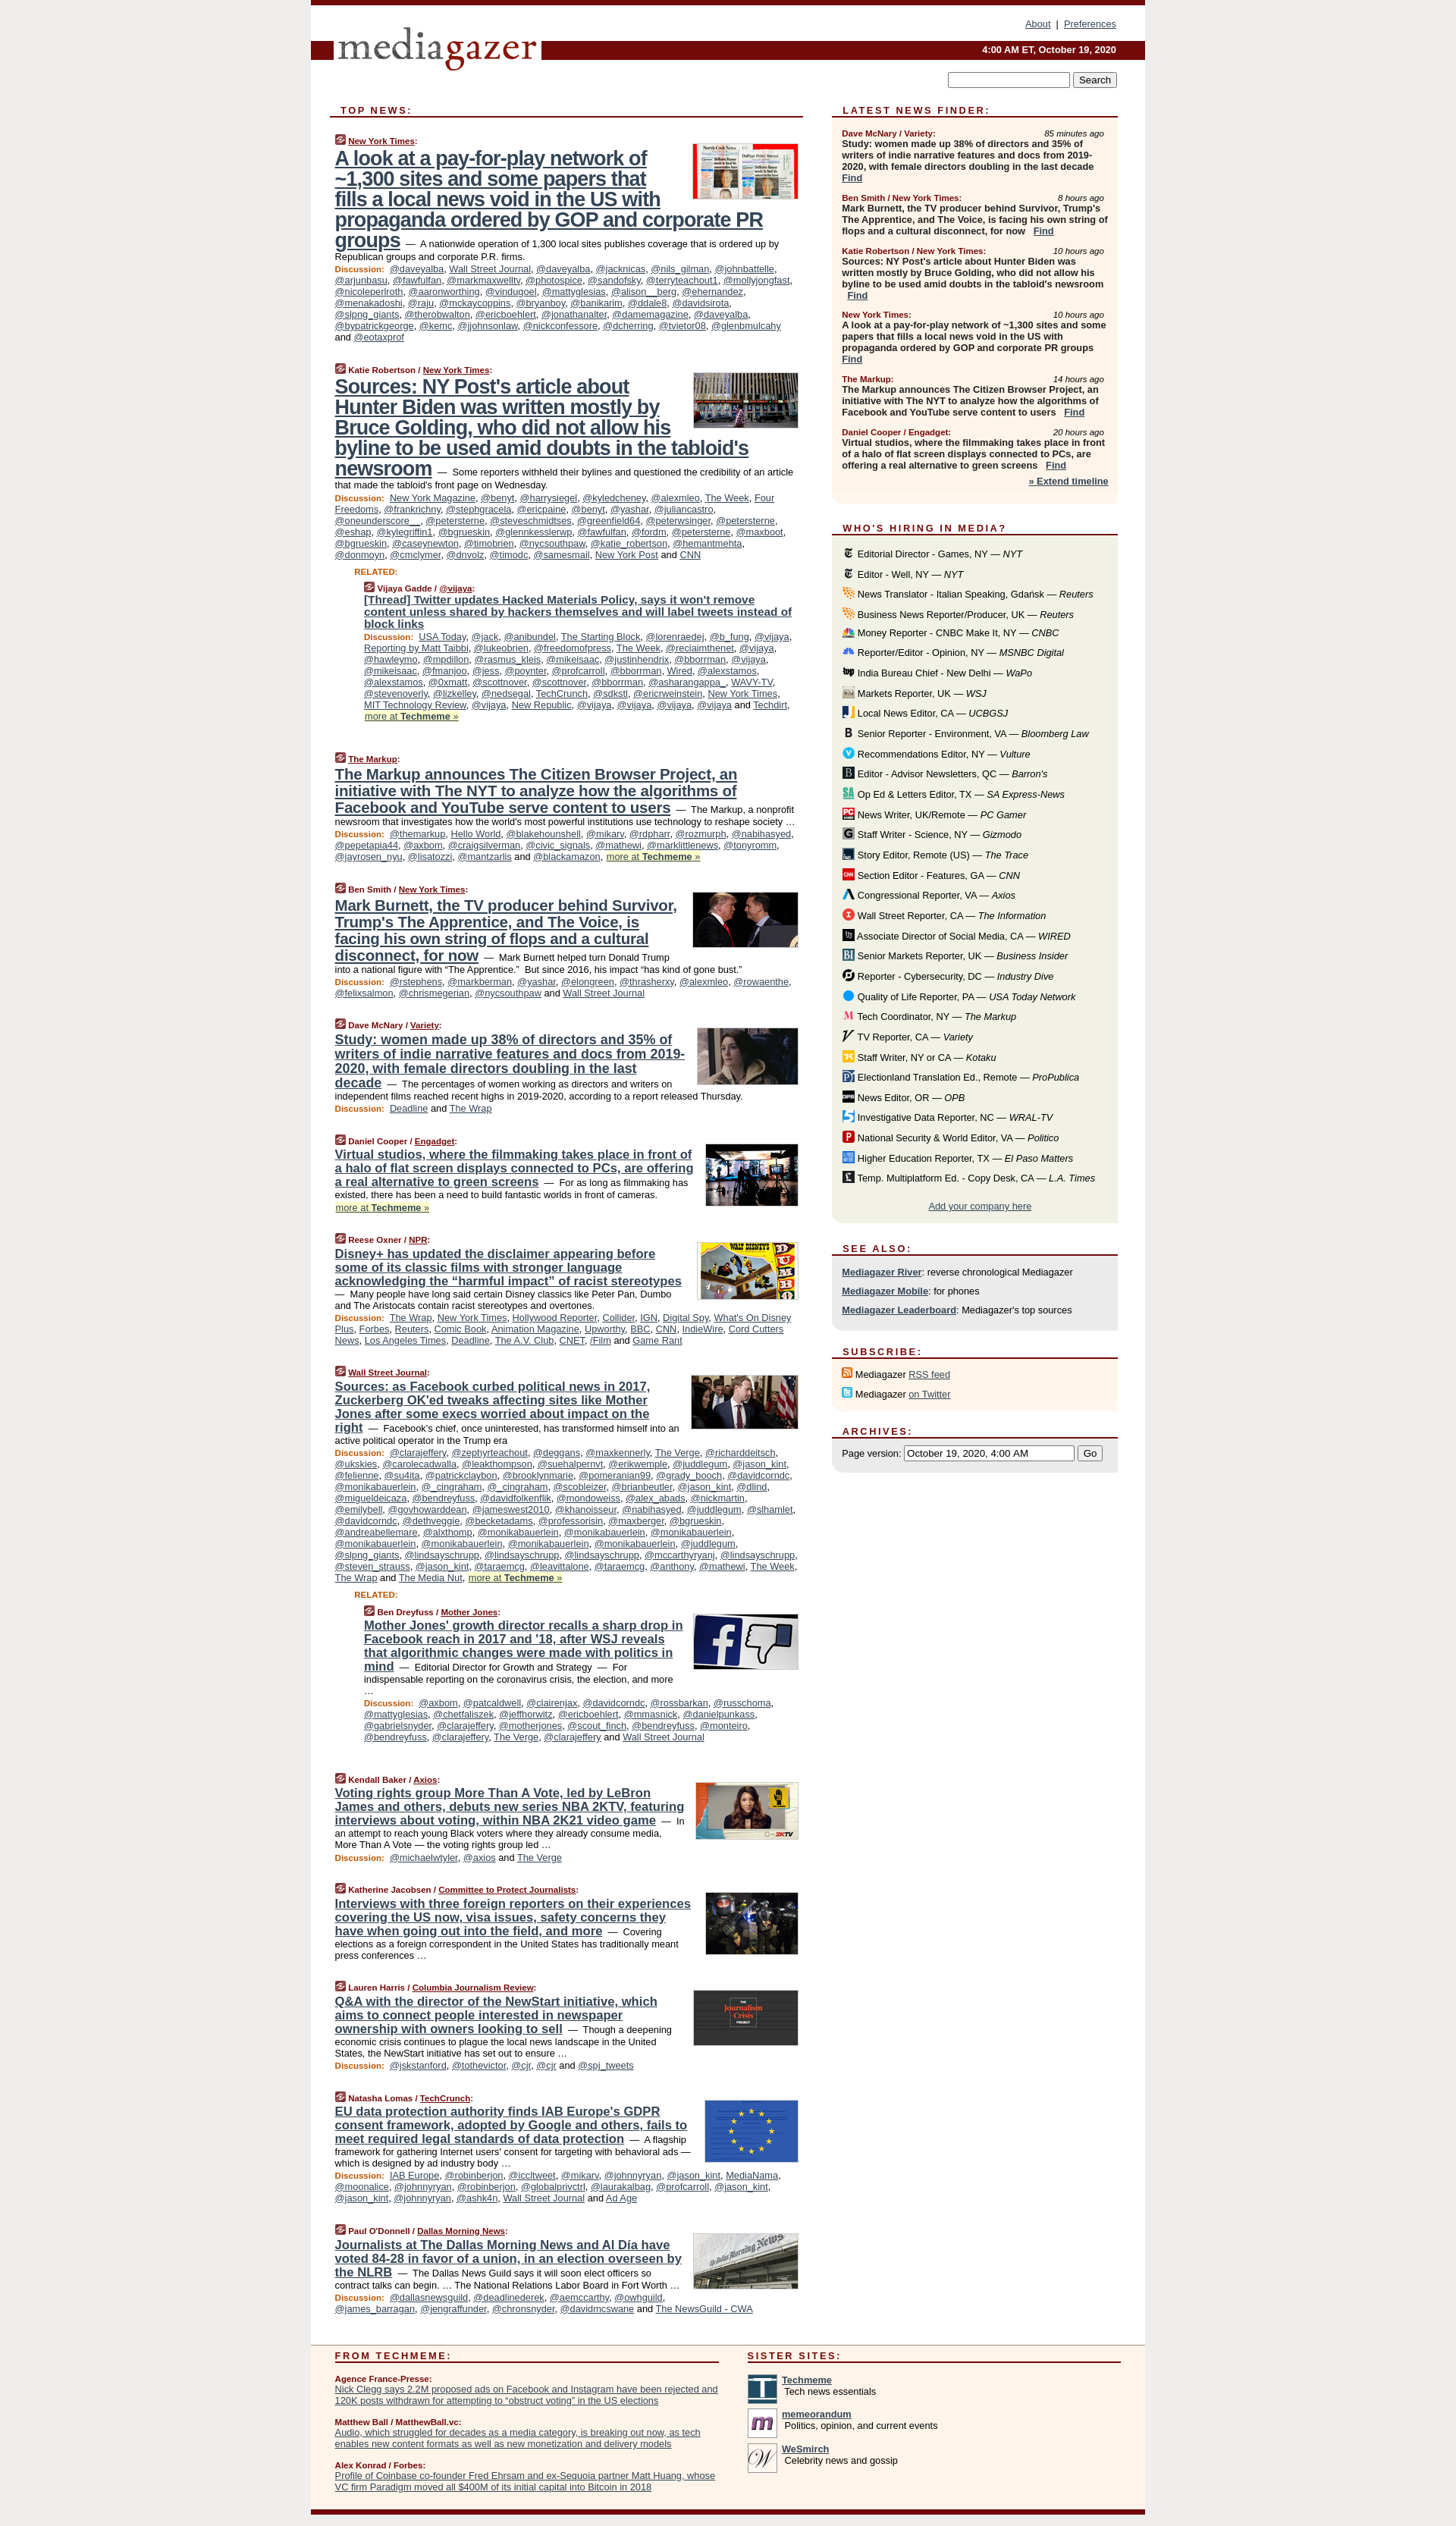 About | Preferences
mediagazer
4:00 AM ET, October 19, 2020
Search
TOP NEWS:
New York Times:
A look at a pay-for-play network of
~1,300 sites and some papers that
fills a local news void in the US with
propaganda ordered by GOP and corporate PR
groups — A nationwide operation of 1,300 local sites publishes coverage that is ordered up by
Republican groups and corporate P.R. firms.
Discussion: @daveyalba, Wall Street Journal, @daveyalba, @jacknicas, @nils_gilman, @johnbattelle,
@arjunbasu, @fawfulfan, @markmaxwelltv, @photospice, @sandofsky, @terryteachout1, @mollyjongfast,
@nicoleperlroth, @aaronworthing, @vindugoel, @mattyglesias, @alison__berg, @ehernandez,
@menakadoshi, @raju, @mckaycoppins, @bryanboy, @banikarim, @ddale8, @davidsirota,
@slpng_giants, @therobwalton, @ericboehlert, @jonathanalter, @damemagazine, @daveyalba,
@bypatrickgeorge, @kemc, @jjohnsonlaw, @nickconfessore, @dcherring, @tvietor08, @glenbmulcahy
and @eotaxprof
Katie Robertson / New York Times:
Sources: NY Post's article about
Hunter Biden was written mostly by
Bruce Golding, who did not allow his
byline to be used amid doubts in the tabloid's
newsroom — Some reporters withheld their bylines and questioned the credibility of an article
that made the tabloid's front page on Wednesday.
Discussion: New York Magazine, @benyt, @harrysiegel, @kyledcheney, @alexmleo, The Week, Four
Freedoms, @frankrichny, @stephgracela, @ericpaine, @benyt, @yashar, @juliancastro,
@oneunderscore__, @petersterne, @steveschmidtses, @greenfield64, @peterwsinger, @petersterne,
@eshap, @kylegriffin1, @bgrueskin, @glennkesslerwp, @fawfulfan, @fordm, @petersterne, @maxboot,
@bgrueskin, @caseynewton, @timobrien, @nycsouthpaw, @katie_robertson, @hemantmehta,
@donmoyn, @cmclymer, @dnvolz, @timodc, @samesmail, New York Post and CNN
RELATED:
Vijaya Gadde / @vijaya:
[Thread] Twitter updates Hacked Materials Policy, says it won't remove
content unless shared by hackers themselves and will label tweets instead of
block links
Discussion: USA Today, @jack, @anibundel, The Starting Block, @lorenraedej, @b_fung, @vijaya,
Reporting by Matt Taibbi, @lukeobrien, @freedomofpress, The Week, @reciaimthenet, @vijaya,
@hawleymo, @mpdillon, @rasmus_kleis, @mikeisaac, @justinhendrix, @bborrman, @vijaya,
@mikeisaac, @fmanjoo, @jess, @poynter, @profcarroll, @bborrman, Wired, @alexstamos,
@alexstamos, @0xmatt, @scottnover, @scottnover, @bborrman, @asharangappa_, WAVY-TV,
@stevenoverly, @lizkelley, @nedsegal, TechCrunch, @sdkstl, @ericrweinstein, New York Times,
MIT Technology Review, @vijaya, New Republic, @vijaya, @vijaya, @vijaya, @vijaya and Techdirt,
more at Techmeme »
The Markup:
The Markup announces The Citizen Browser Project, an
initiative with The NYT to analyze how the algorithms of
Facebook and YouTube serve content to users — The Markup, a nonprofit
newsroom that investigates how the world's most powerful institutions use technology to reshape society …
Discussion: @themarkup, Hello World, @blakehounshell, @mikarv, @rdpharr, @rozmurph, @nabihasyed,
@pepetapia44, @axbom, @craigsilverman, @civic_signals, @mathewi, @marklittlenews, @tonyromm,
@jayrosen_nyu, @lisatozzi, @mantzarlis and @blackamazon, more at Techmeme »
Ben Smith / New York Times:
Mark Burnett, the TV producer behind Survivor,
Trump's The Apprentice, and The Voice, is
facing his own string of flops and a cultural
disconnect, for now — Mark Burnett helped turn Donald Trump
into a national figure with “The Apprentice.” But since 2016, his impact “has kind of gone bust.”
Discussion: @rstephens, @markberman, @yashar, @elongreen, @thrasherxy, @alexmleo, @rowaenthe,
@felixsalmon, @chrismegerian, @nycsouthpaw and Wall Street Journal
Dave McNary / Variety:
Study: women made up 38% of directors and 35% of
writers of indie narrative features and docs from 2019-
2020, with female directors doubling in the last
decade — The percentages of women working as directors and writers on
independent films reached recent highs in 2019-2020, according to a report released Thursday.
Discussion: Deadline and The Wrap
Daniel Cooper / Engadget:
Virtual studios, where the filmmaking takes place in front of
a halo of flat screen displays connected to PCs, are offering
a real alternative to green screens — For as long as filmmaking has
existed, there has been a need to build fantastic worlds in front of cameras.
more at Techmeme »
Reese Oxner / NPR:
Disney+ has updated the disclaimer appearing before
some of its classic films with stronger language
acknowledging the “harmful impact” of racist stereotypes
— Many people have long said certain Disney classics like Peter Pan, Dumbo
and The Aristocats contain racist stereotypes and overtones.
Discussion: The Wrap, New York Times, Hollywood Reporter, Collider, IGN, Digital Spy, What's On Disney
Plus, Forbes, Reuters, Comic Book, Animation Magazine, Upworthy, BBC, CNN, IndieWire, Cord Cutters
News, Los Angeles Times, Deadline, The A.V. Club, CNET, /Film and Game Rant
Wall Street Journal:
Sources: as Facebook curbed political news in 2017,
Zuckerberg OK'ed tweaks affecting sites like Mother
Jones after some execs worried about impact on the
right — Facebook's chief, once uninterested, has transformed himself into an
active political operator in the Trump era
Discussion: @clarajeffery, @zephyrteachout, @deggans, @maxkennerly, The Verge, @richarddeitsch,
@ukskies, @carolecadwalla, @leakthompson, @suehalpernvt, @erikwemple, @juddlegum, @jason_kint,
@felienne, @su4ita, @patrickclaybon, @brooklynmarie, @pomeranian99, @grady_booch, @davidcorndc,
@monikabauerlein, @_cingraham, @_cingraham, @scobleizer, @brianbeutler, @jason_kint, @dlind,
@migueldeicaza, @bendreyfuss, @davidfolkenflik, @mondoweiss, @alex_abads, @nickmartin,
@emilybell, @govhowarddean, @jameswest2010, @khanoisseur, @nabihasyed, @juddlegum, @slhamlet,
@davidcorndc, @dethveggie, @becketadams, @professorisin, @maxberger, @bgrueskin,
@andreabellemare, @alxthomp, @monikabauerlein, @monikabauerlein, @monikabauerlein,
@monikabauerlein, @monikabauerlein, @monikabauerlein, @monikabauerlein, @juddlegum,
@slpng_giants, @lindsayschrupp, @lindsayschrupp, @lindsayschrupp, @mccarthyryanj, @lindsayschrupp,
@steven_strauss, @jason_kint, @taraemcg, @leavittalone, @taraemcg, @anthony, @mathewi, The Week,
The Wrap and The Media Nut, more at Techmeme »
RELATED:
Ben Dreyfuss / Mother Jones:
Mother Jones' growth director recalls a sharp drop in
Facebook reach in 2017 and '18, after WSJ reveals
that algorithmic changes were made with politics in
mind — Editorial Director for Growth and Strategy — For
indispensable reporting on the coronavirus crisis, the election, and more
…
Discussion: @axbom, @patcaldwell, @clairenjax, @davidcorndc, @rossbarkan, @russchoma,
@mattyglesias, @chetfaliszek, @jeffhorwitz, @ericboehlert, @mmasnick, @danielpunkass,
@gabrielsnyder, @clarajeffery, @motherjones, @scout_finch, @bendreyfuss, @monteiro,
@bendreyfuss, @clarajeffery, The Verge, @clarajeffery and Wall Street Journal
Kendall Baker / Axios:
Voting rights group More Than A Vote, led by LeBron
James and others, debuts new series NBA 2KTV, featuring
interviews about voting, within NBA 2K21 video game — In
an attempt to reach young Black voters where they already consume media,
More Than A Vote — the voting rights group led …
Discussion: @michaelwtyler, @axios and The Verge
Katherine Jacobsen / Committee to Protect Journalists:
Interviews with three foreign reporters on their experiences
covering the US now, visa issues, safety concerns they
have when going out into the field, and more — Covering
elections as a foreign correspondent in the United States has traditionally meant
press conferences …
Lauren Harris / Columbia Journalism Review:
Q&A with the director of the NewStart initiative, which
aims to connect people interested in newspaper
ownership with owners looking to sell — Though a deepening
economic crisis continues to plague the local news landscape in the United
States, the NewStart initiative has set out to ensure …
Discussion: @jskstanford, @tothevictor, @cjr, @cjr and @spj_tweets
Natasha Lomas / TechCrunch:
EU data protection authority finds IAB Europe's GDPR
consent framework, adopted by Google and others, fails to
meet required legal standards of data protection — A flagship
framework for gathering Internet users' consent for targeting with behavioral ads —
which is designed by ad industry body …
Discussion: IAB Europe, @robinberjon, @iccltweet, @mikarv, @johnnyryan, @jason_kint, MediaNama,
@moonalice, @johnnyryan, @robinberjon, @globalprivctrl, @laurakalbag, @profcarroll, @jason_kint,
@jason_kint, @johnnyryan, @ashk4n, Wall Street Journal and Ad Age
Paul O'Donnell / Dallas Morning News:
Journalists at The Dallas Morning News and Al Día have
voted 84-28 in favor of a union, in an election overseen by
the NLRB — The Dallas News Guild says it will soon elect officers so
contract talks can begin. … The National Relations Labor Board in Fort Worth …
Discussion: @dallasnewsguild, @deadlinederek, @aemccarthy, @owhguild,
@james_barragan, @jengraffunder, @chronsnyder, @davidmcswane and The NewsGuild - CWA
LATEST NEWS FINDER:
Dave McNary / Variety: 85 minutes ago
Study: women made up 38% of directors and 35% of
writers of indie narrative features and docs from 2019-
2020, with female directors doubling in the last decade
Find
Ben Smith / New York Times: 8 hours ago
Mark Burnett, the TV producer behind Survivor, Trump's
The Apprentice, and The Voice, is facing his own string of
flops and a cultural disconnect, for now Find
Katie Robertson / New York Times: 10 hours ago
Sources: NY Post's article about Hunter Biden was
written mostly by Bruce Golding, who did not allow his
byline to be used amid doubts in the tabloid's newsroom
Find
New York Times: 10 hours ago
A look at a pay-for-play network of ~1,300 sites and some
papers that fills a local news void in the US with
propaganda ordered by GOP and corporate PR groups
Find
The Markup: 14 hours ago
The Markup announces The Citizen Browser Project, an
initiative with The NYT to analyze how the algorithms of
Facebook and YouTube serve content to users Find
Daniel Cooper / Engadget: 20 hours ago
Virtual studios, where the filmmaking takes place in front
of a halo of flat screen displays connected to PCs, are
offering a real alternative to green screens Find
» Extend timeline
WHO'S HIRING IN MEDIA?
Editorial Director - Games, NY — NYT
Editor - Well, NY — NYT
News Translator - Italian Speaking, Gdańsk — Reuters
Business News Reporter/Producer, UK — Reuters
Money Reporter - CNBC Make It, NY — CNBC
Reporter/Editor - Opinion, NY — MSNBC Digital
India Bureau Chief - New Delhi — WaPo
Markets Reporter, UK — WSJ
Local News Editor, CA — UCBGSJ
Senior Reporter - Environment, VA — Bloomberg Law
Recommendations Editor, NY — Vulture
Editor - Advisor Newsletters, QC — Barron's
Op Ed & Letters Editor, TX — SA Express-News
News Writer, UK/Remote — PC Gamer
Staff Writer - Science, NY — Gizmodo
Story Editor, Remote (US) — The Trace
Section Editor - Features, GA — CNN
Congressional Reporter, VA — Axios
Wall Street Reporter, CA — The Information
Associate Director of Social Media, CA — WIRED
Senior Markets Reporter, UK — Business Insider
Reporter - Cybersecurity, DC — Industry Dive
Quality of Life Reporter, PA — USA Today Network
Tech Coordinator, NY — The Markup
TV Reporter, CA — Variety
Staff Writer, NY or CA — Kotaku
Electionland Translation Ed., Remote — ProPublica
News Editor, OR — OPB
Investigative Data Reporter, NC — WRAL-TV
National Security & World Editor, VA — Politico
Higher Education Reporter, TX — El Paso Matters
Temp. Multiplatform Ed. - Copy Desk, CA — L.A. Times
Add your company here
SEE ALSO:
Mediagazer River: reverse chronological Mediagazer
Mediagazer Mobile: for phones
Mediagazer Leaderboard: Mediagazer's top sources
SUBSCRIBE:
Mediagazer RSS feed
Mediagazer on Twitter
ARCHIVES:
Page version: October 19, 2020, 4:00 AM Go
FROM TECHMEME:
Agence France-Presse:
Nick Clegg says 2.2M proposed ads on Facebook and Instagram have been rejected and
120K posts withdrawn for attempting to “obstruct voting” in the US elections
Matthew Ball / MatthewBall.vc:
Audio, which struggled for decades as a media category, is breaking out now, as tech
enables new content formats as well as new monetization and delivery models
Alex Konrad / Forbes:
Profile of Coinbase co-founder Fred Ehrsam and ex-Sequoia partner Matt Huang, whose
VC firm Paradigm moved all $400M of its initial capital into Bitcoin in 2018
SISTER SITES:
Techmeme
Tech news essentials
memeorandum
Politics, opinion, and current events
WeSmirch
Celebrity news and gossip